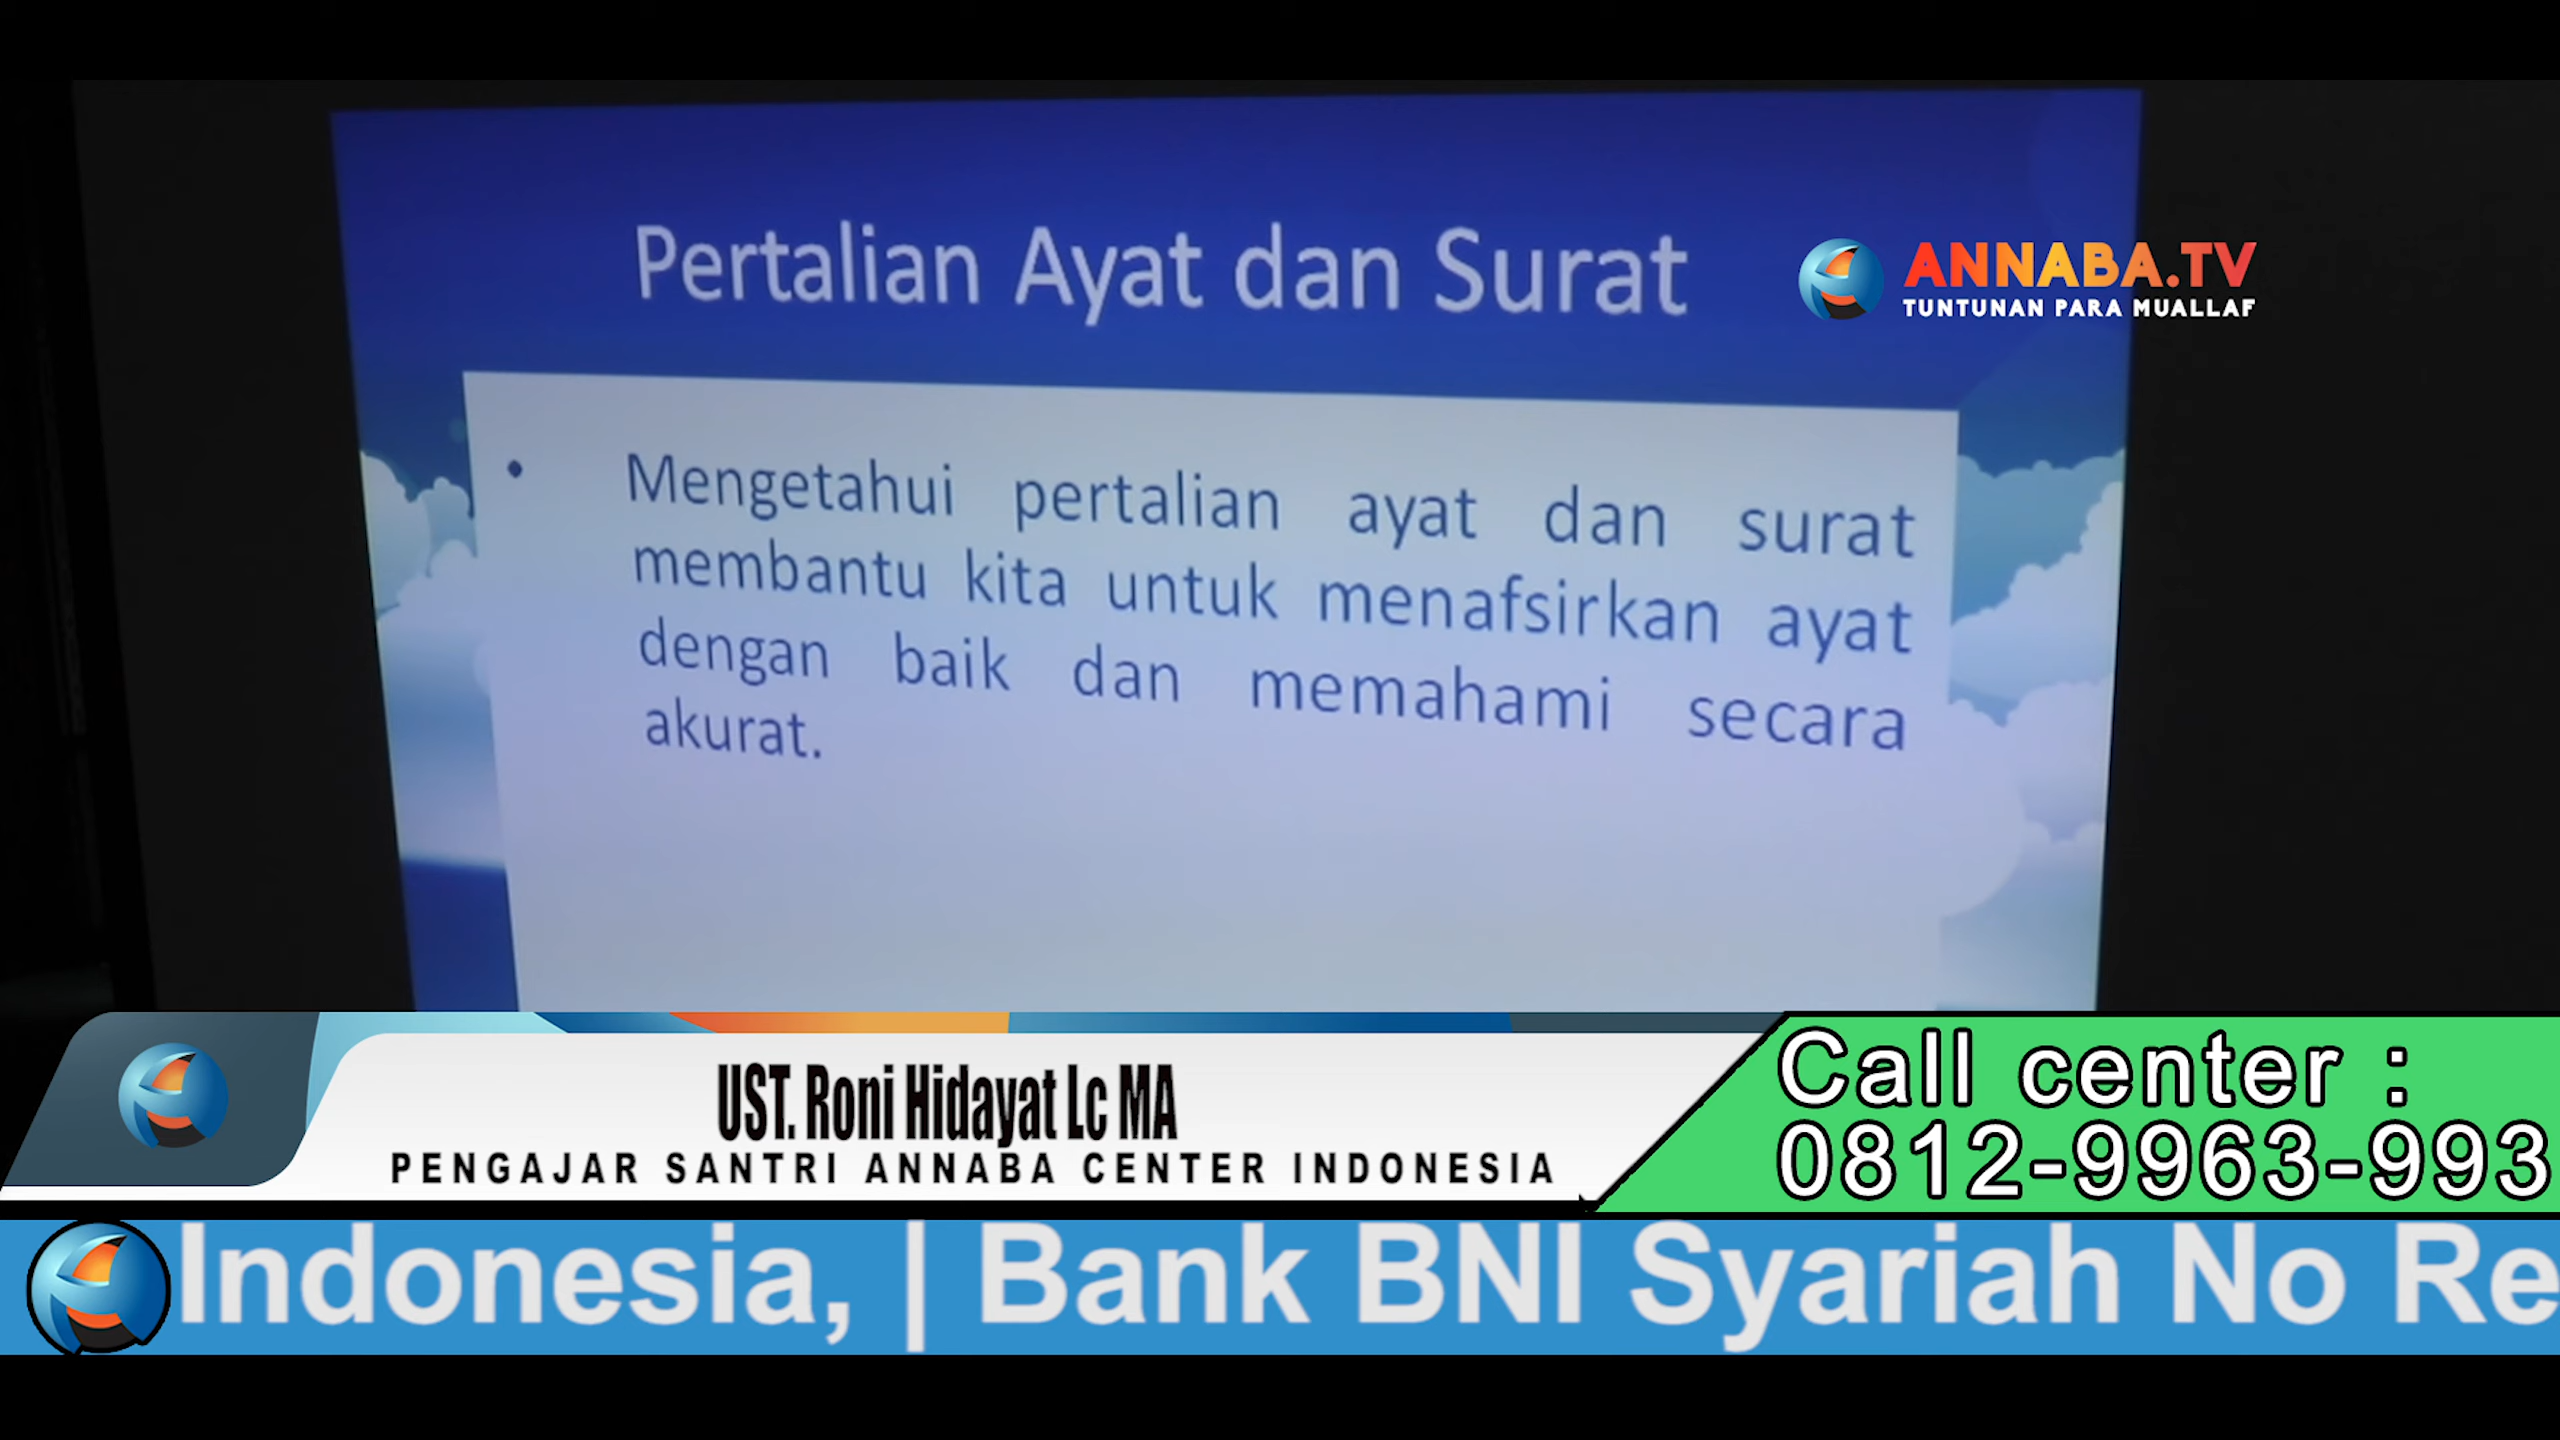 Pertalian Ayat dan Surat
ANNABA.TV
TUNTUNAN PARA MUALLAF
• Mengetahui pertalian ayat dan surat
membantu kita untuk menafsirkan ayat
dengan baik dan memahami secara
akurat.
UST. Roni Hidayat Lc MA
PENGAJAR SANTRI ANNABA CENTER INDONESIA
Call center :
0812-9963-993
Indonesia, | Bank BNI Syariah No Re